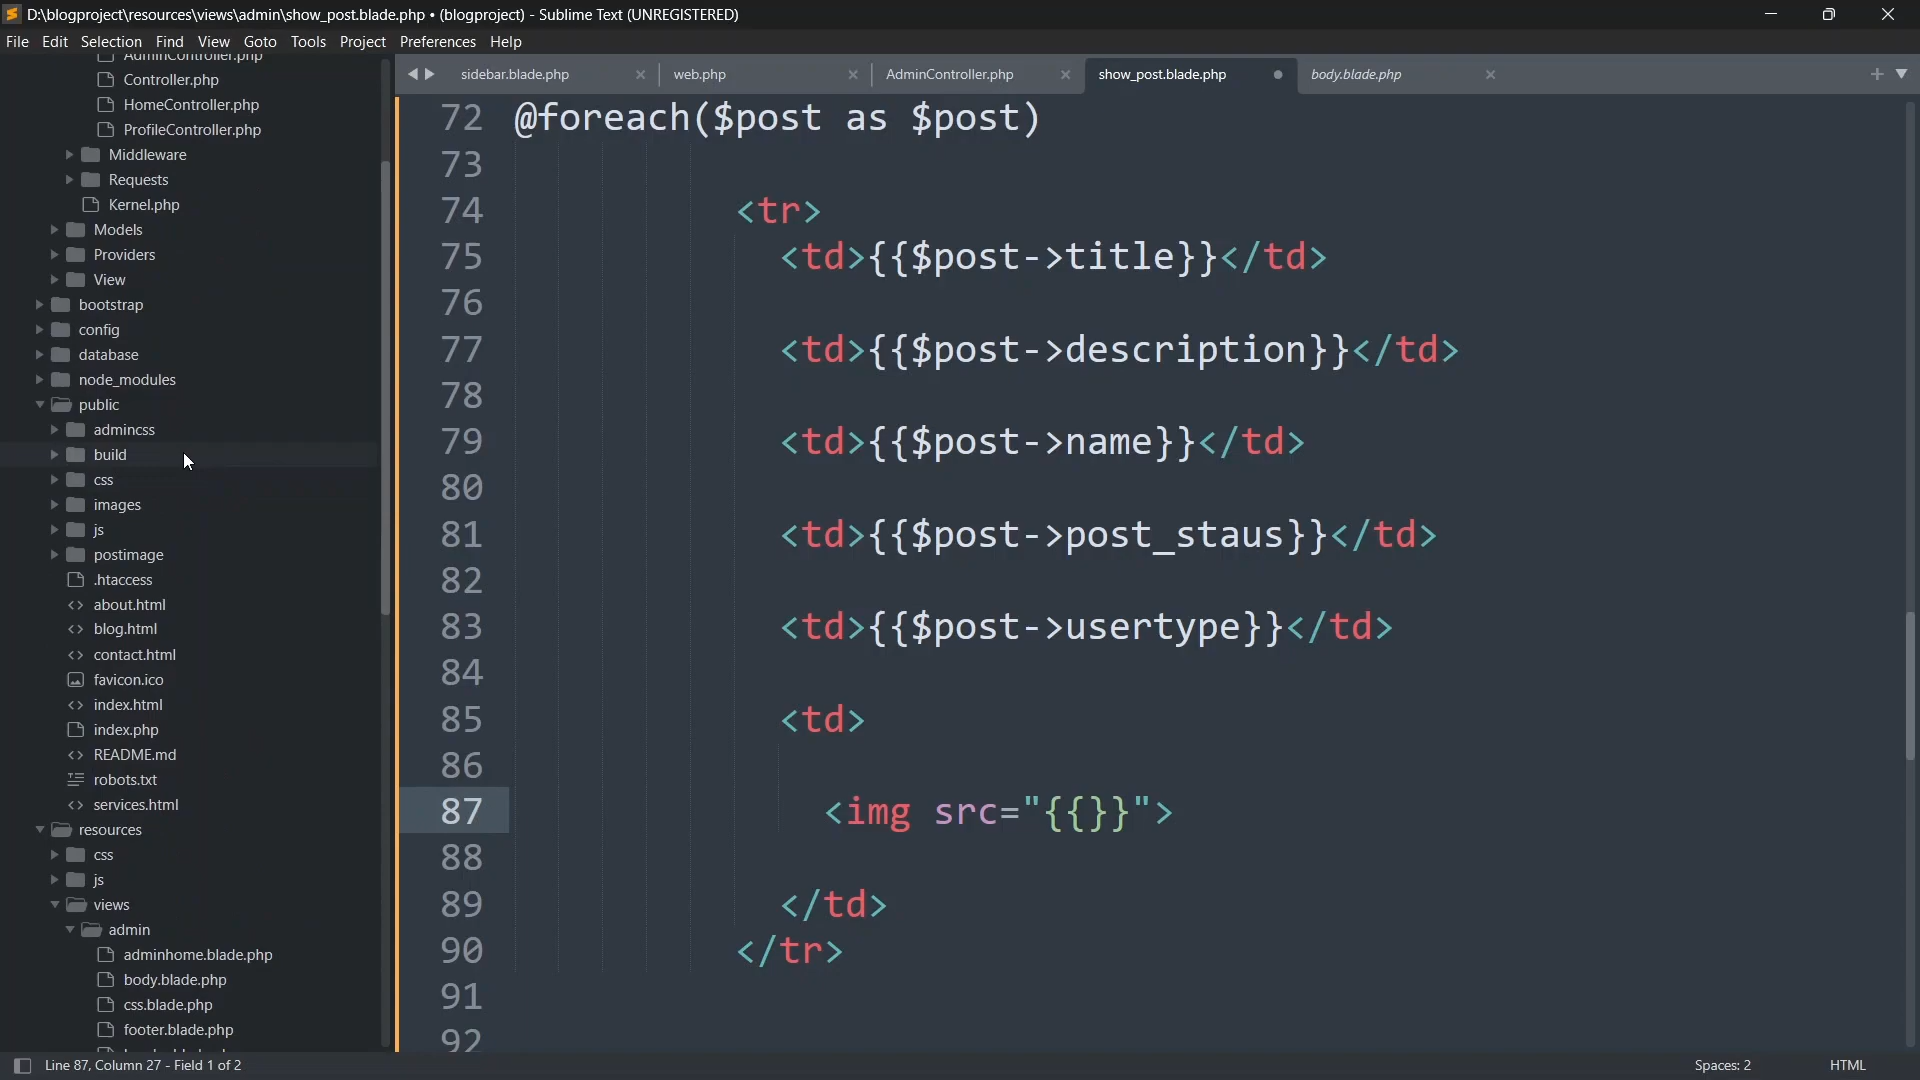 D:\blogproject\resources\views\admin\show_post.blade.php • (blogproject) - Sublime Text (UNREGISTERED)
File Edit Selection Find View Goto Tools Project Preferences Help
AdminController.php
Controller.php
HomeController.php
ProfileController.php
Middleware
Requests
Kernel.php
Models
Providers
View
bootstrap
config
database
node_modules
public
admincss
build
css
images
js
postimage
.htaccess
about.html
blog.html
contact.html
favicon.ico
index.html
index.php
README.md
robots.txt
services.html
resources
css
js
views
admin
adminhome.blade.php
body.blade.php
css.blade.php
footer.blade.php
sidebar.blade.php web.php AdminController.php show_post.blade.php body.blade.php
72 @foreach($post as $post)
73
74 <tr>
75 <td>{{$post->title}}</td>
76
77 <td>{{$post->description}}</td>
78
79 <td>{{$post->name}}</td>
80
81 <td>{{$post->post_staus}}</td>
82
83 <td>{{$post->usertype}}</td>
84
85 <td>
86
87 <img src="{{}}">
88
89 </td>
90 </tr>
91
92
Line 87, Column 27 - Field 1 of 2 Spaces: 2 HTML